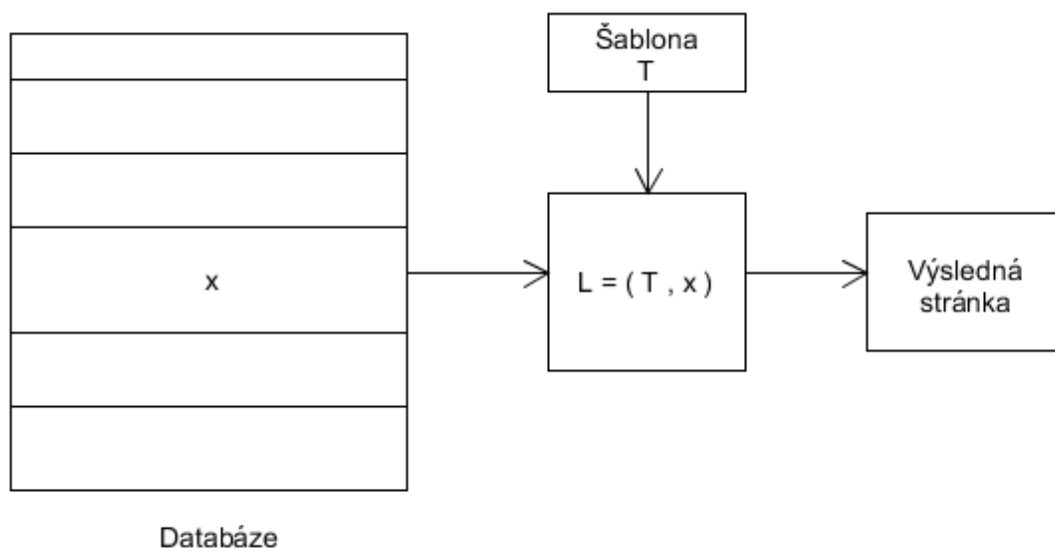 Šablona
T
x
L = ( T , x )
Výsledná
stránka
Databáze